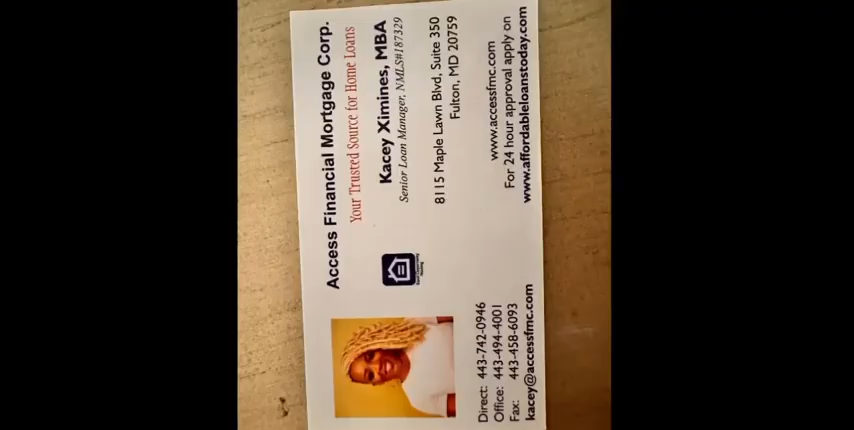 Access Financial Mortgage Corp.
Your Trusted Source for Home Loans
Kacey Ximines, MBA
Senior Loan Manager, NMLS#187329
8115 Maple Lawn Blvd, Suite 350
Fulton, MD 20759
Direct: 443-742-0946
Office: 443-494-4001
Fax: 443-458-6093
kacey@accessfmc.com
www.accessfmc.com
For 24 hour approval apply on
www.affordableloanstoday.com